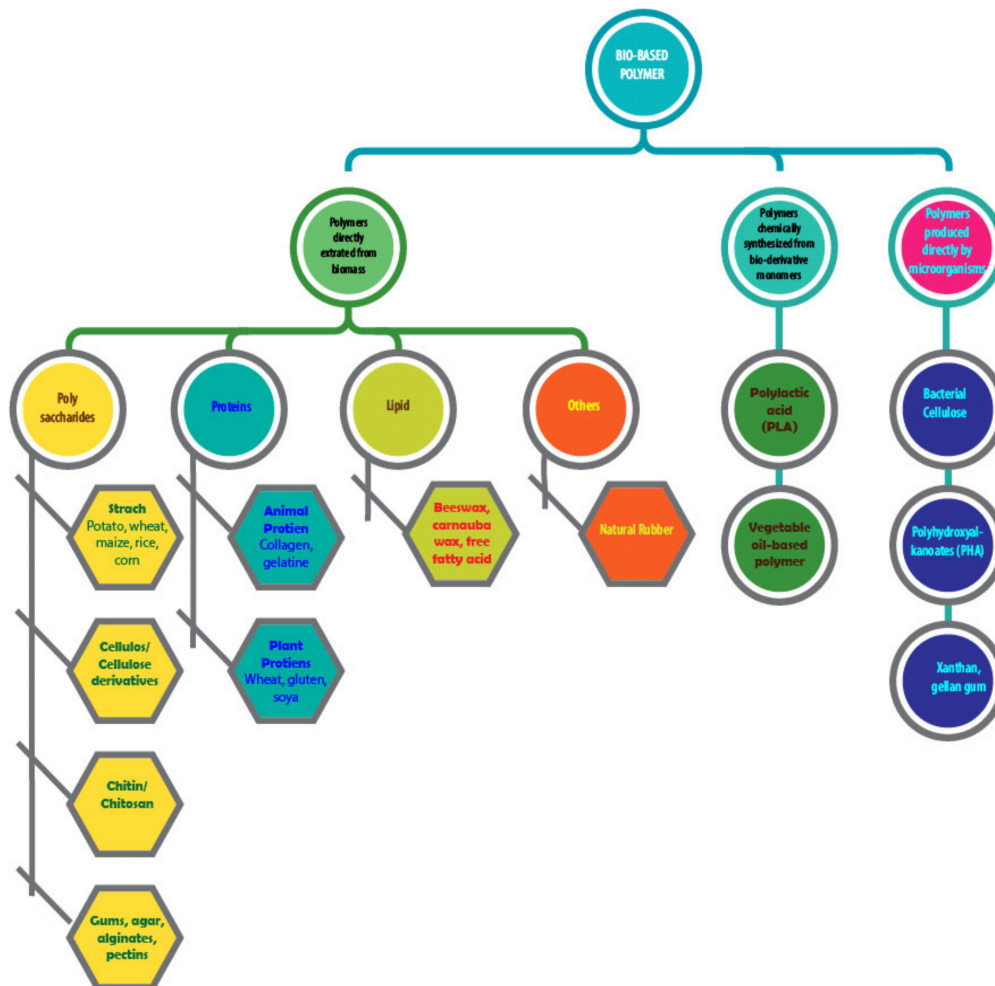 BIO-BASED
POLYMER
Polymers
directly
extrated from
biomass
Polymers
chemically
synthesized from
bio-derivative
monomers
Polymers
produced
directly by
microorganisms
Poly
saccharides
Proteins
Lipid
Others
Polylactic
acid
(PLA)
Bacterial
Cellulose
Strach
Potato, wheat,
maize, rice,
corn
Animal
Protien
Collagen,
gelatine
Beeswax,
carnauba
wax, free
fatty acid
Natural Rubber
Vegetable
oil-based
polymer
Polyhydroxyal-
kanoates (PHA)
Cellulos/
Cellulose
derivatives
Plant
Protiens
Wheat, gluten,
soya
Xanthan,
gellan gum
Chitin/
Chitosan
Gums, agar,
alginates,
pectins